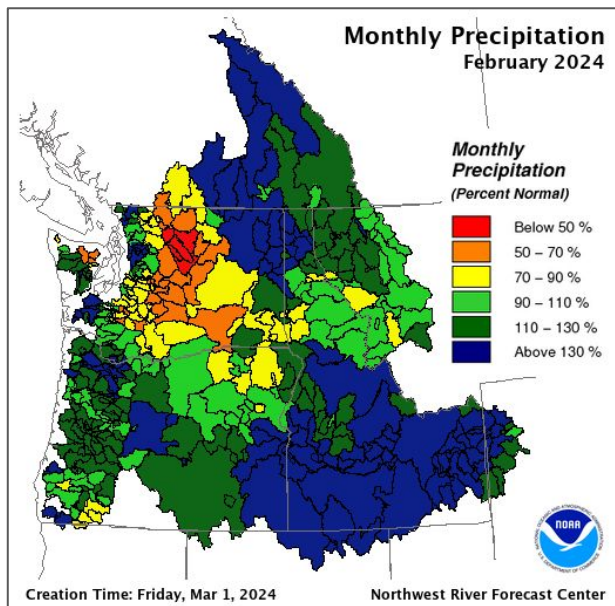 Monthly Precipitation
February 2024
Monthly
Precipitation
(Percent Normal)
Below 50 %
50 – 70 %
70 – 90 %
90 – 110 %
110 – 130 %
Above 130 %
NOAA
Creation Time: Friday, Mar 1, 2024
Northwest River Forecast Center